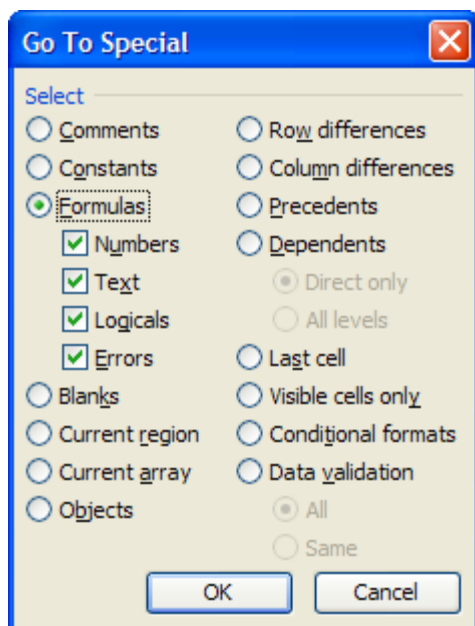 Go To Special
Select
Comments
Constants
Formulas
Numbers
Text
Logicals
Errors
Blanks
Current region
Current array
Objects
Row differences
Column differences
Precedents
Dependents
Direct only
All levels
Last cell
Visible cells only
Conditional formats
Data validation
All
Same
OK
Cancel